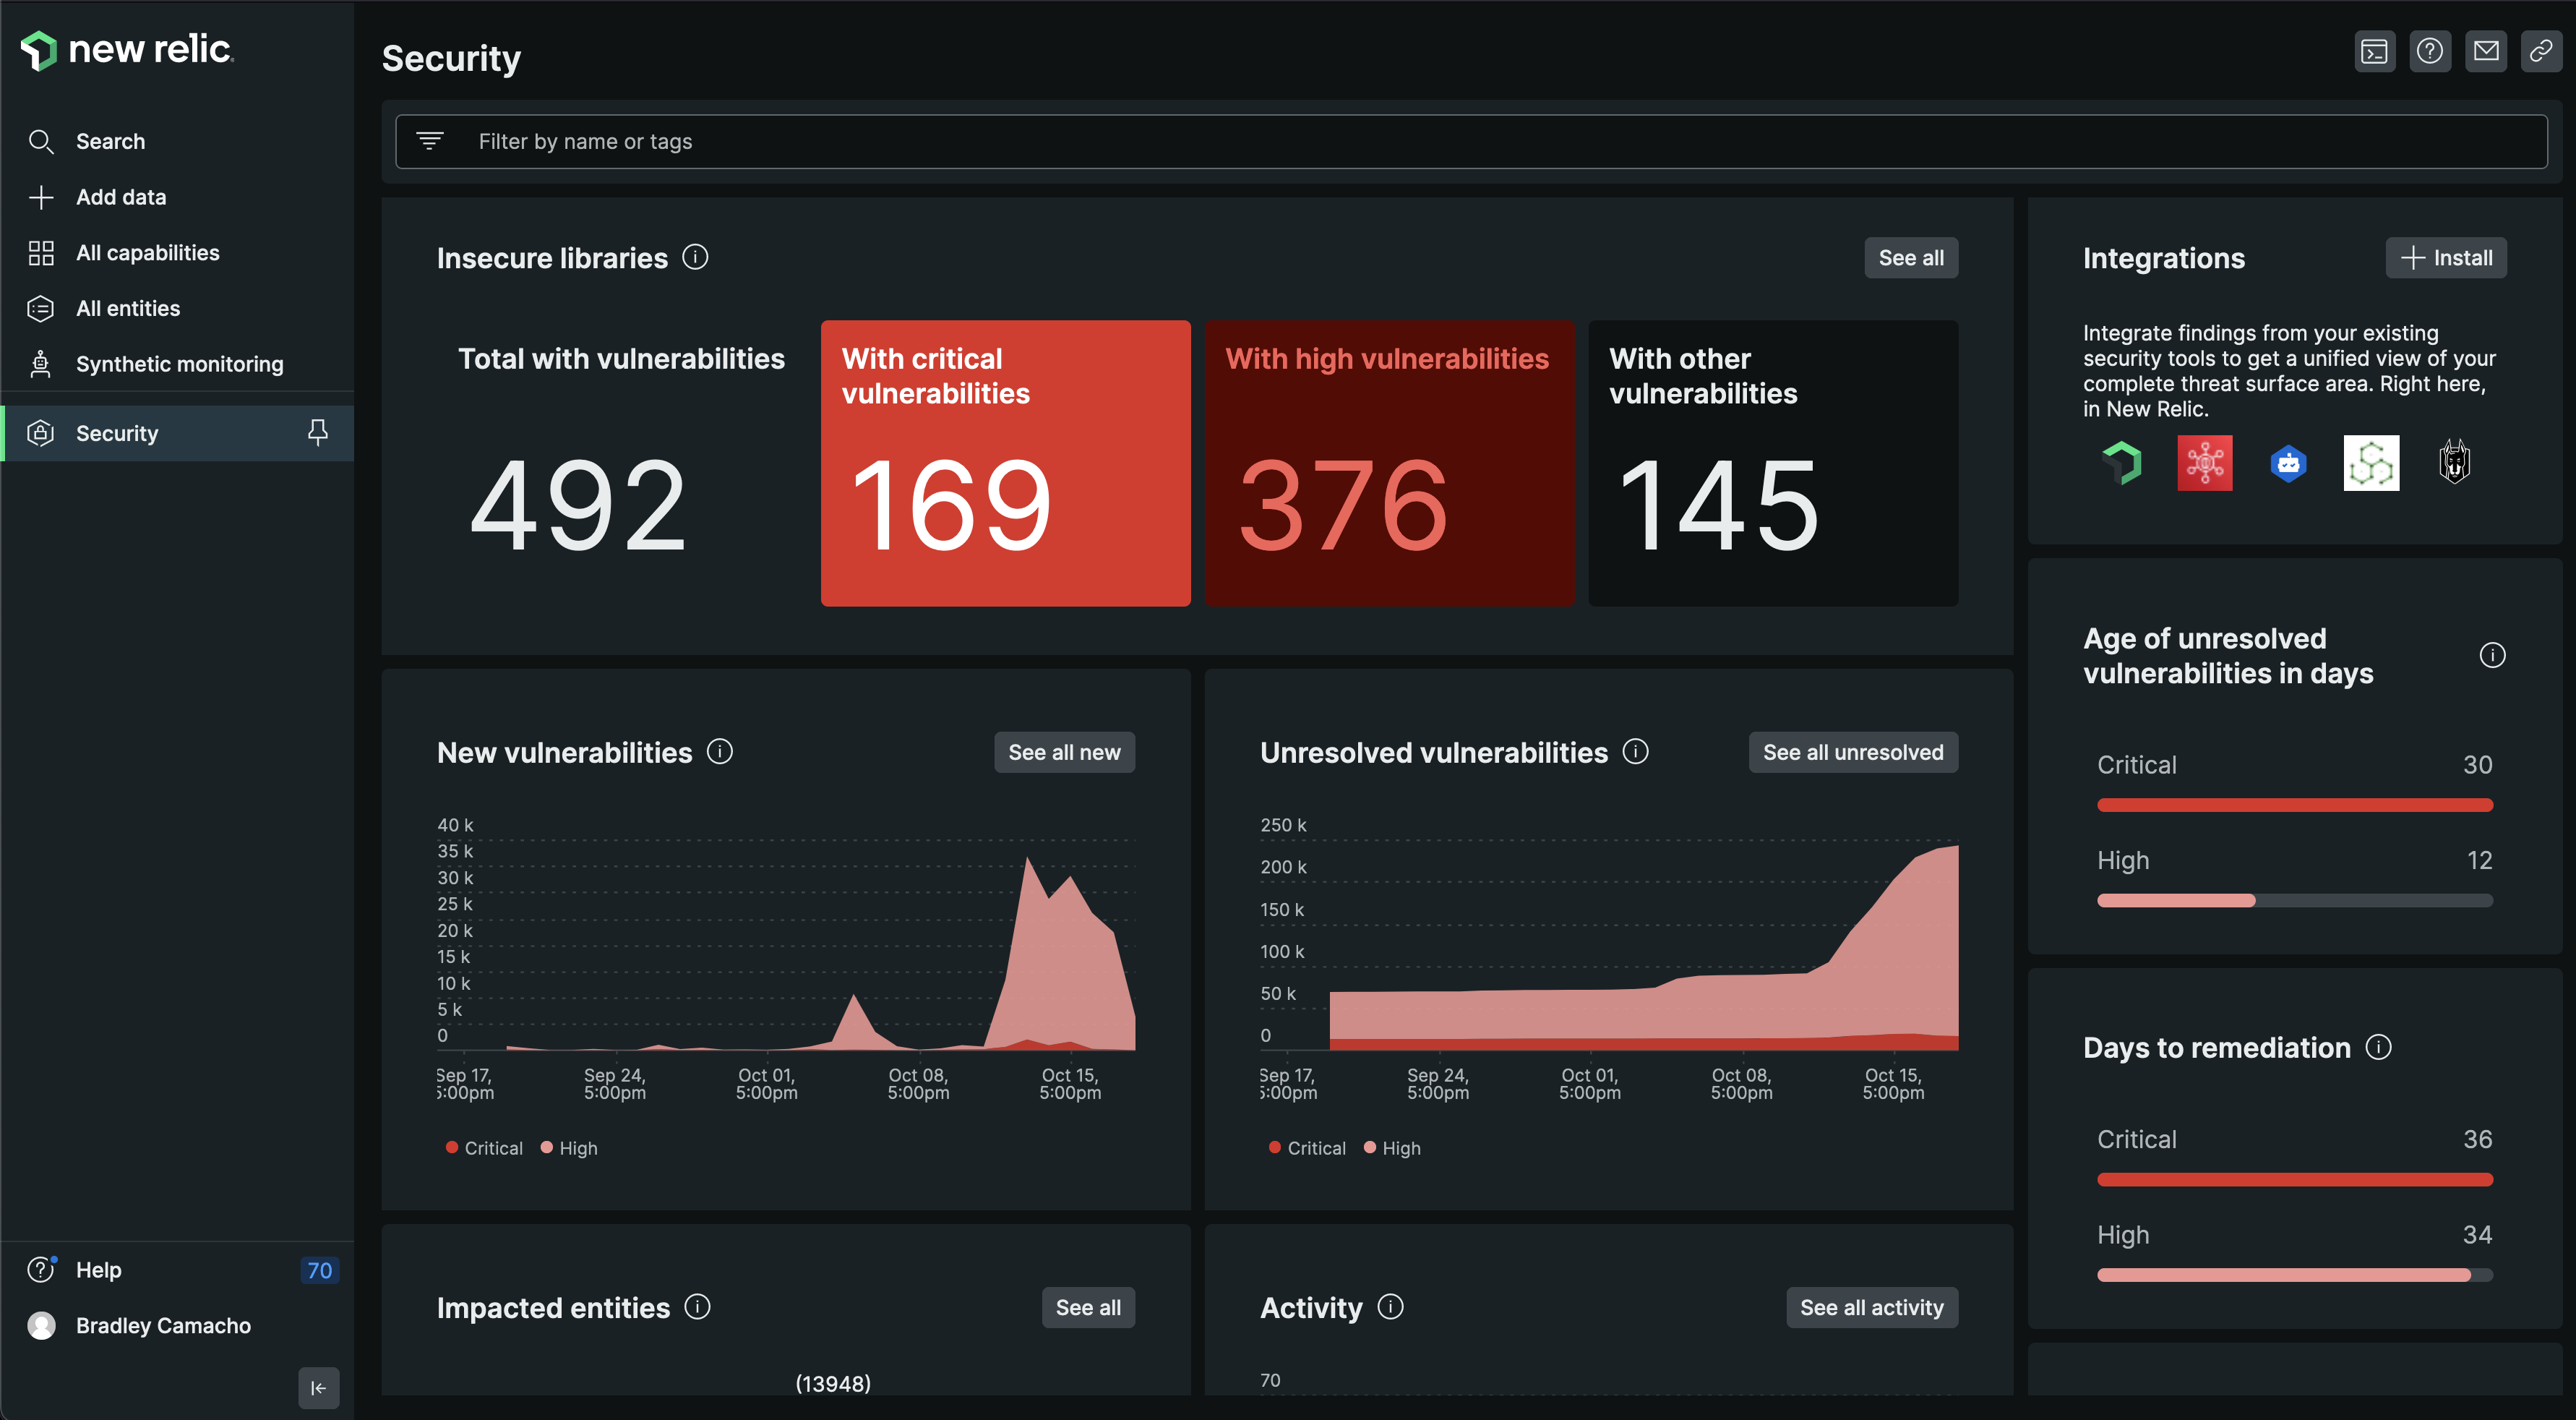 new relic.
Search
Add data
All capabilities
All entities
Synthetic monitoring
Security
Help
70
Bradley Camacho
Security
Filter by name or tags
Insecure libraries
See all
Total with vulnerabilities
492
With critical
vulnerabilities
169
With high vulnerabilities
376
With other
vulnerabilities
145
Integrations
Install
Integrate findings from your existing
security tools to get a unified view of your
complete threat surface area. Right here,
in New Relic.
New vulnerabilities
See all new
40 k
35 k
30 k
25 k
20 k
15 k
10 k
5 k
0
Sep 17,
5:00pm
Sep 24,
5:00pm
Oct 01,
5:00pm
Oct 08,
5:00pm
Oct 15,
5:00pm
Critical
High
Unresolved vulnerabilities
See all unresolved
250 k
200 k
150 k
100 k
50 k
0
Sep 17,
5:00pm
Sep 24,
5:00pm
Oct 01,
5:00pm
Oct 08,
5:00pm
Oct 15,
5:00pm
Critical
High
Age of unresolved
vulnerabilities in days
Critical 30
High 12
Days to remediation
Critical 36
High 34
Impacted entities
See all
(13948)
Activity
See all activity
70